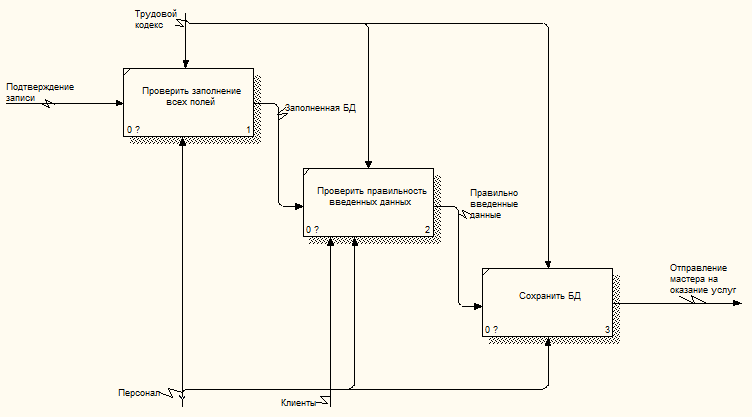 Трудовой
кодекс
Подтверждение
записи
Проверить заполнение
всех полей
0 ?
1
Заполненная БД
Проверить правильность
введенных данных
0 ?
2
Правильно
введенные
данные
Сохранить БД
0 ?
3
Отправление
мастера на
оказание услуг
Персонал
Клиенты